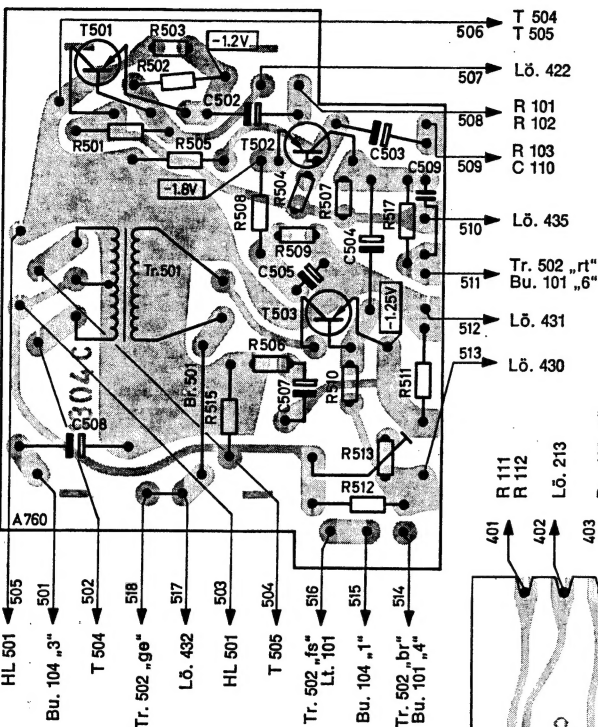 T501
R503
-1.2V
R502
C502
R501
R505
T502
C503
C509
-1.8V
R504
R507
R508
R517
R509
C504
C505
Tr.501
T503
-1.25V
R506
304C
Br.501
R515
C507
R510
R511
C508
R513
R512
A760
506
T 504
T 505
507
Lö. 422
508
R 101
R 102
509
R 103
C 110
510
Lö. 435
511
Tr. 502 „rt"
Bu. 101 „6"
512
Lö. 431
513
Lö. 430
505
HL 501
501
Bu. 104 „3"
502
T 504
518
Tr. 502 „ge"
517
Lö. 432
503
HL 501
504
T 505
516
Tr. 502 „fs"
Lt. 101
515
Bu. 104 „1"
514
Tr. 502 „br"
Bu. 101 „4"
401
R 111
R 112
402
Lö. 213
403